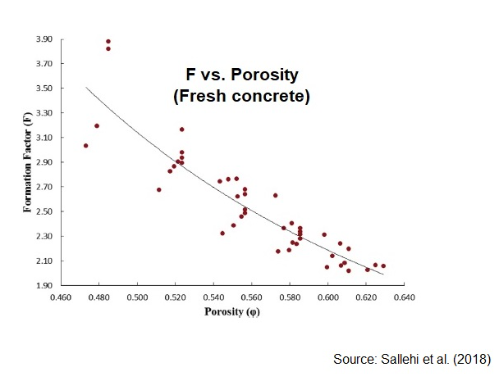 F vs. Porosity
(Fresh concrete)
Formation Factor (F)
3.90
3.70
3.50
3.30
3.10
2.90
2.70
2.50
2.30
2.10
1.90
0.460 0.480 0.500 0.520 0.540 0.560 0.580 0.600 0.620 0.640
Porosity (φ)
Source: Sallehi et al. (2018)